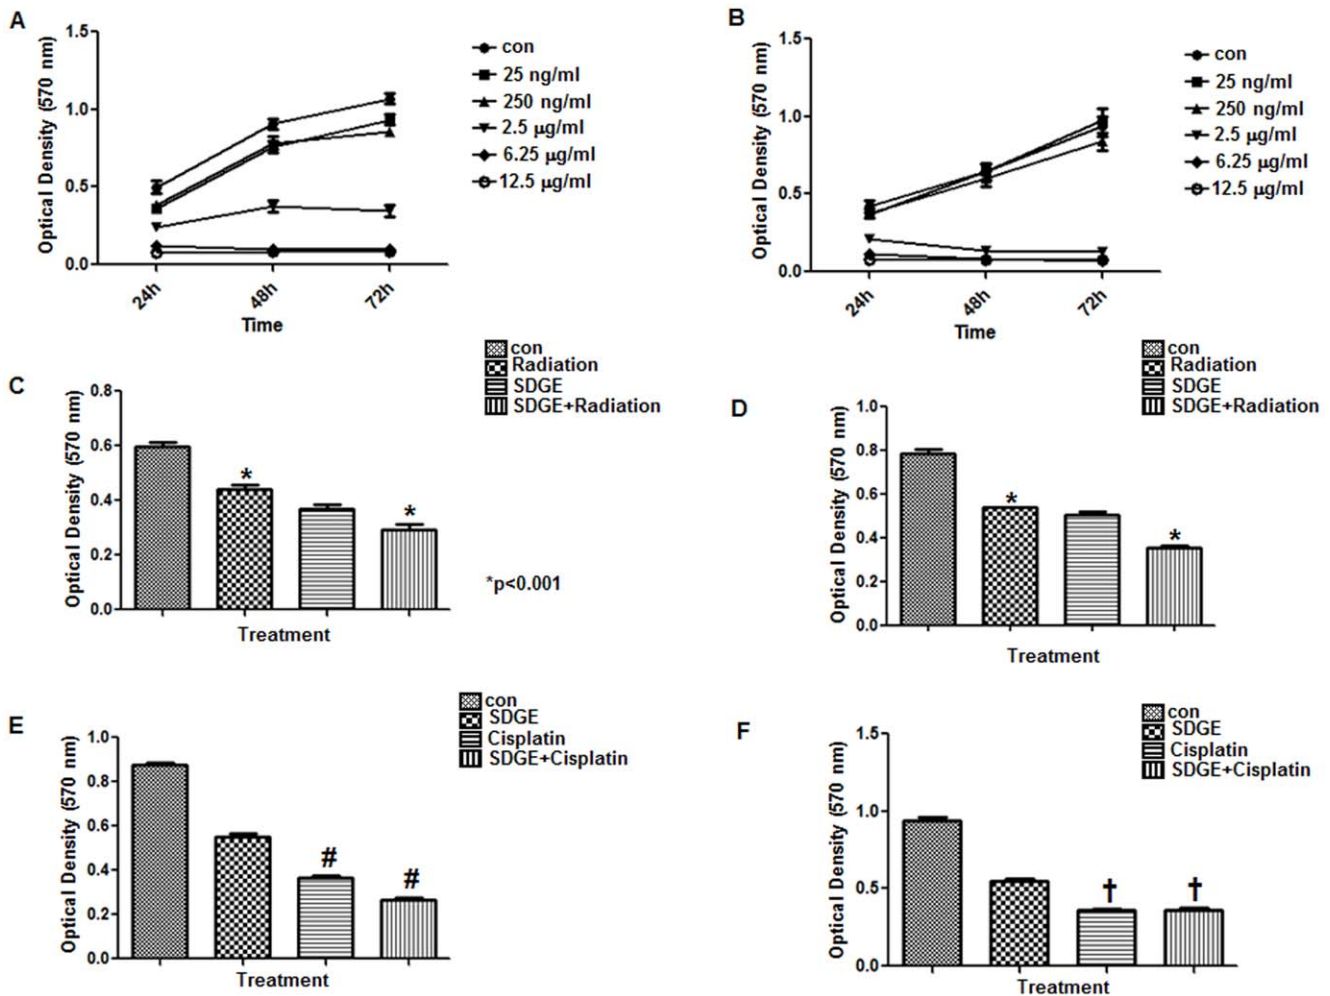 A
Optical Density (570 nm)
1.5
1.0
0.5
0.0
24h
48h
72h
Time
con
25 ng/ml
250 ng/ml
2.5 μg/ml
6.25 μg/ml
12.5 μg/ml
B
Optical Density (570 nm)
1.5
1.0
0.5
0.0
24h
48h
72h
Time
con
25 ng/ml
250 ng/ml
2.5 μg/ml
6.25 μg/ml
12.5 μg/ml
C
con
Radiation
SDGE
SDGE+Radiation
Optical Density (570 nm)
0.8
0.6
0.4
0.2
0.0
*
*
Treatment
*p<0.001
D
con
Radiation
SDGE
SDGE+Radiation
Optical Density (570 nm)
1.0
0.8
0.6
0.4
0.2
0.0
*
*
Treatment
E
con
SDGE
Cisplatin
SDGE+Cisplatin
Optical Density (570 nm)
1.0
0.8
0.6
0.4
0.2
0.0
#
#
Treatment
F
con
SDGE
Cisplatin
SDGE+Cisplatin
Optical Density (570 nm)
1.5
1.0
0.5
0.0
†
†
Treatment